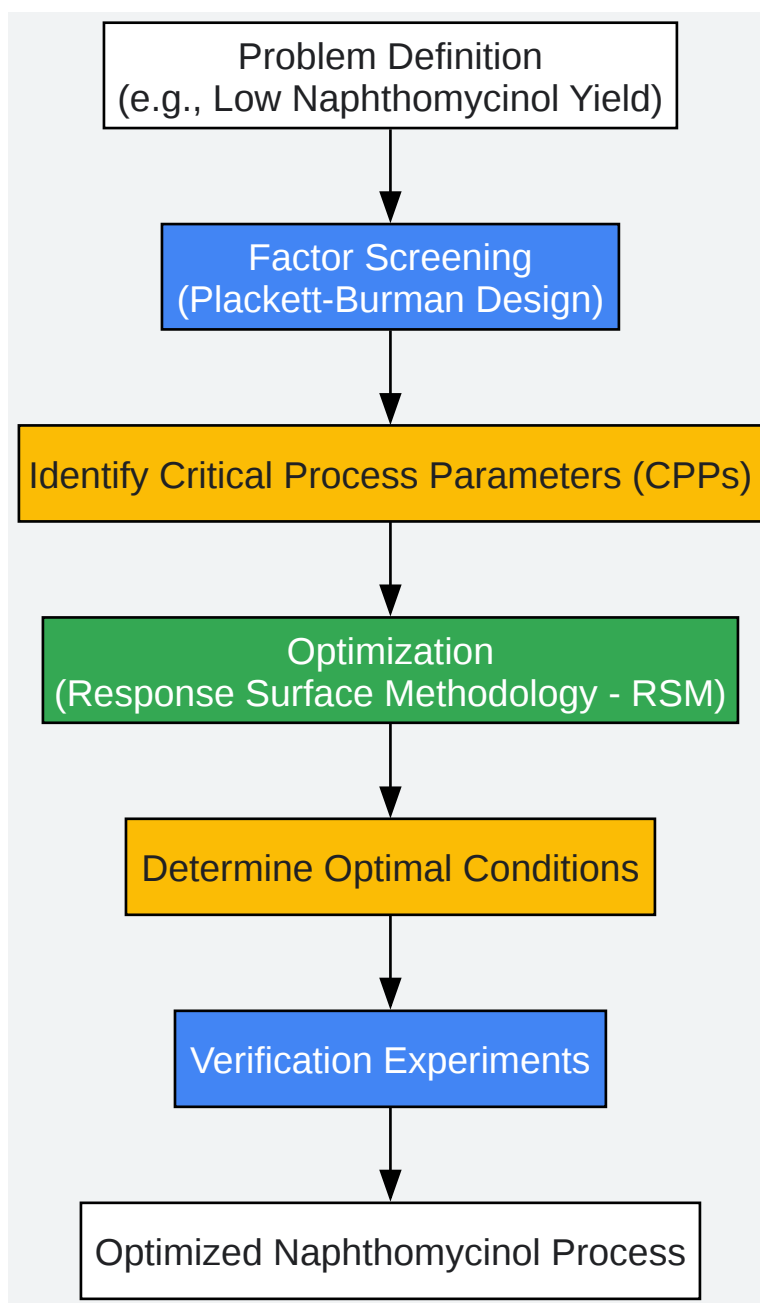 Problem Definition
(e.g., Low Naphthomycinol Yield)
Factor Screening
(Plackett-Burman Design)
Identify Critical Process Parameters (CPPs)
Optimization
(Response Surface Methodology - RSM)
Determine Optimal Conditions
Verification Experiments
Optimized Naphthomycinol Process